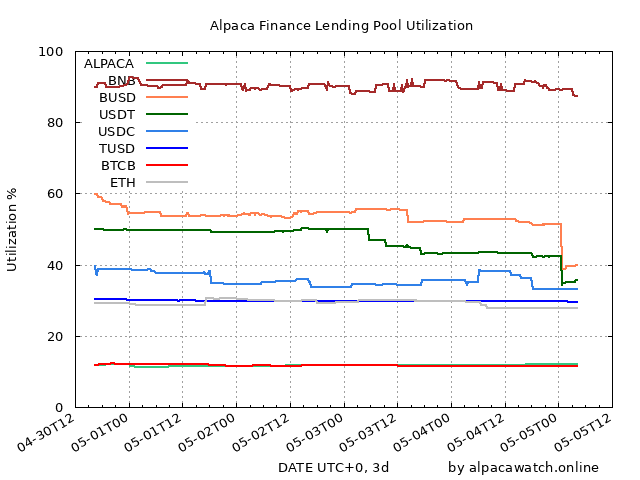 Alpaca Finance Lending Pool Utilization
100
80
60
40
20
0
Utilization %
ALPACA
BNB
BUSD
USDT
USDC
TUSD
BTCB
ETH
04-30T12
05-01T00
05-01T12
05-02T00
05-02T12
05-03T00
05-03T12
05-04T00
05-04T12
05-05T00
05-05T12
DATE UTC+0, 3d
by alpacawatch.online